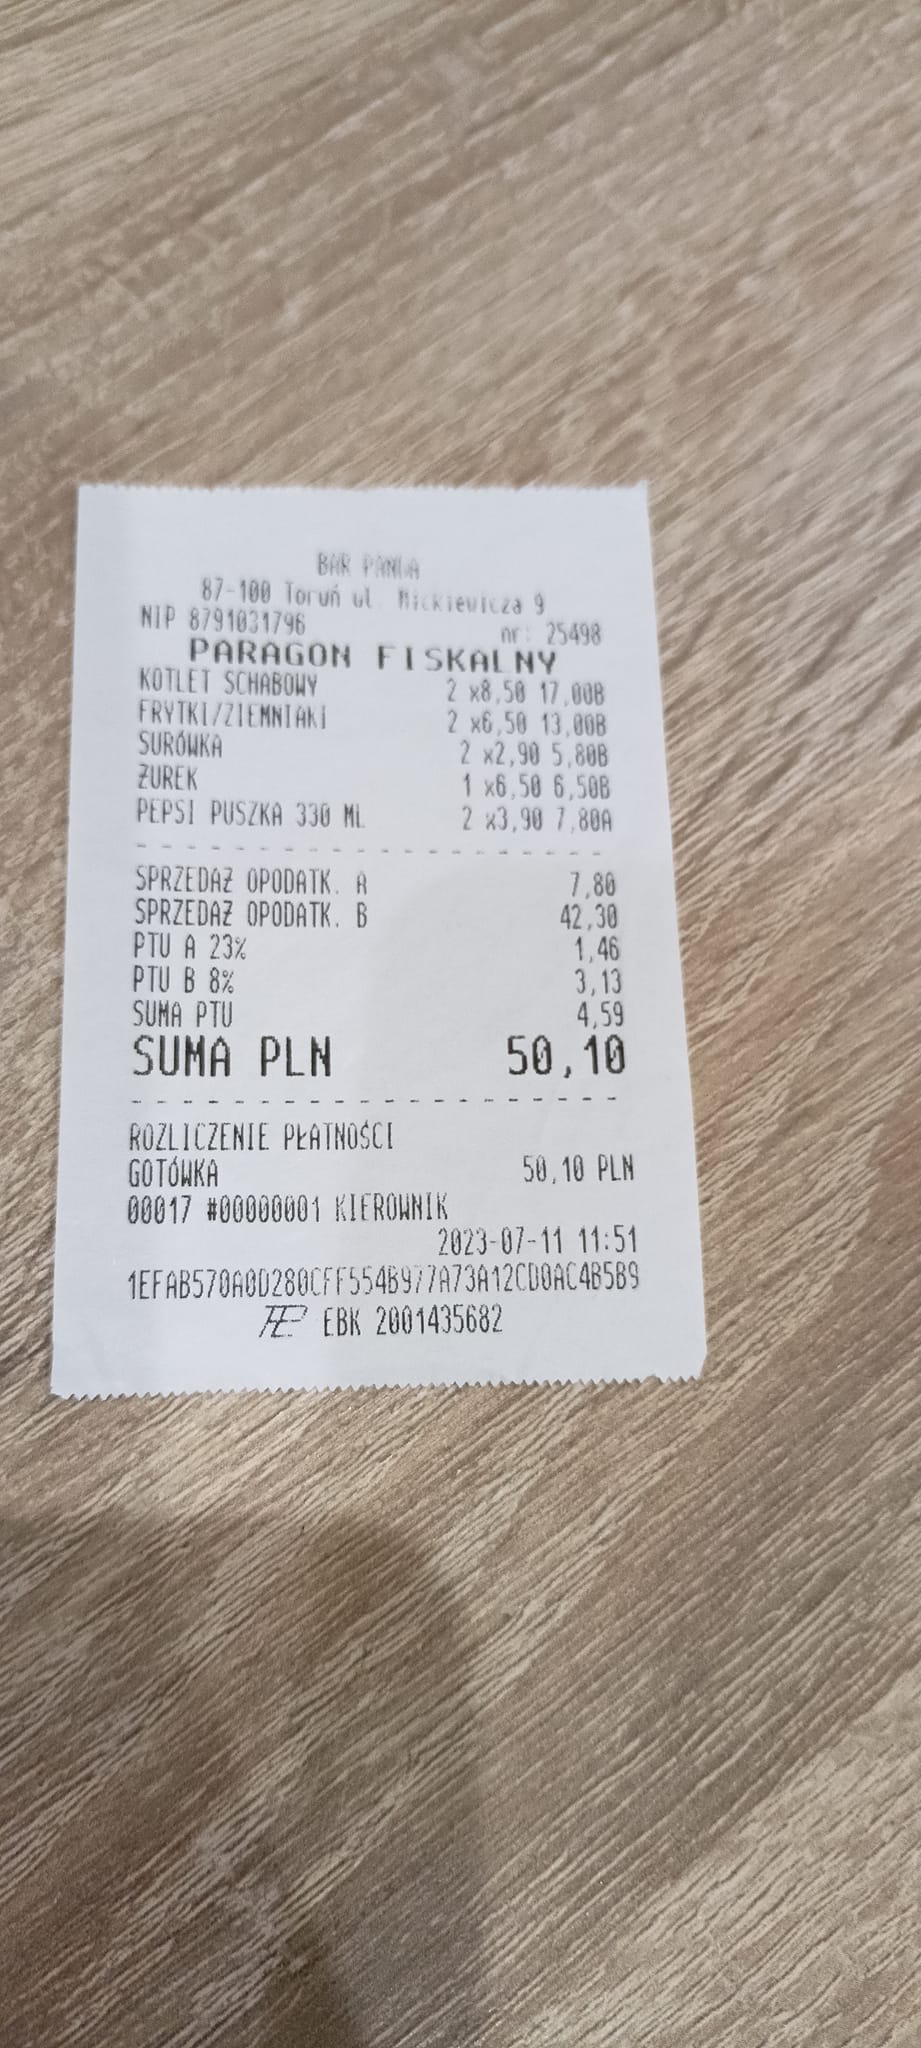 BAR PANDA
87-100 Toruń ul. Mickiewicza 9
NIP 8791031796 nr: 25498
PARAGON FISKALNY
KOTLET SCHABOWY 2 x8,50 17,00B
FRYTKI/ZIEMNIAKI 2 x6,50 13,00B
SURÓWKA 2 x2,90 5,80B
ŻUREK 1 x6,50 6,50B
PEPSI PUSZKA 330 ML 2 x3,90 7,80A
SPRZEDAŻ OPODATK. A 7,80
SPRZEDAŻ OPODATK. B 42,30
PTU A 23% 1,46
PTU B 8% 3,13
SUMA PTU 4,59
SUMA PLN 50,10
ROZLICZENIE PŁATNOŚCI
GOTÓWKA 50,10 PLN
00017 #00000001 KIEROWNIK
2023-07-11 11:51
1EFAB570A0D280CFF554B977A73A12CD0AC4B5B9
EBK 2001435682